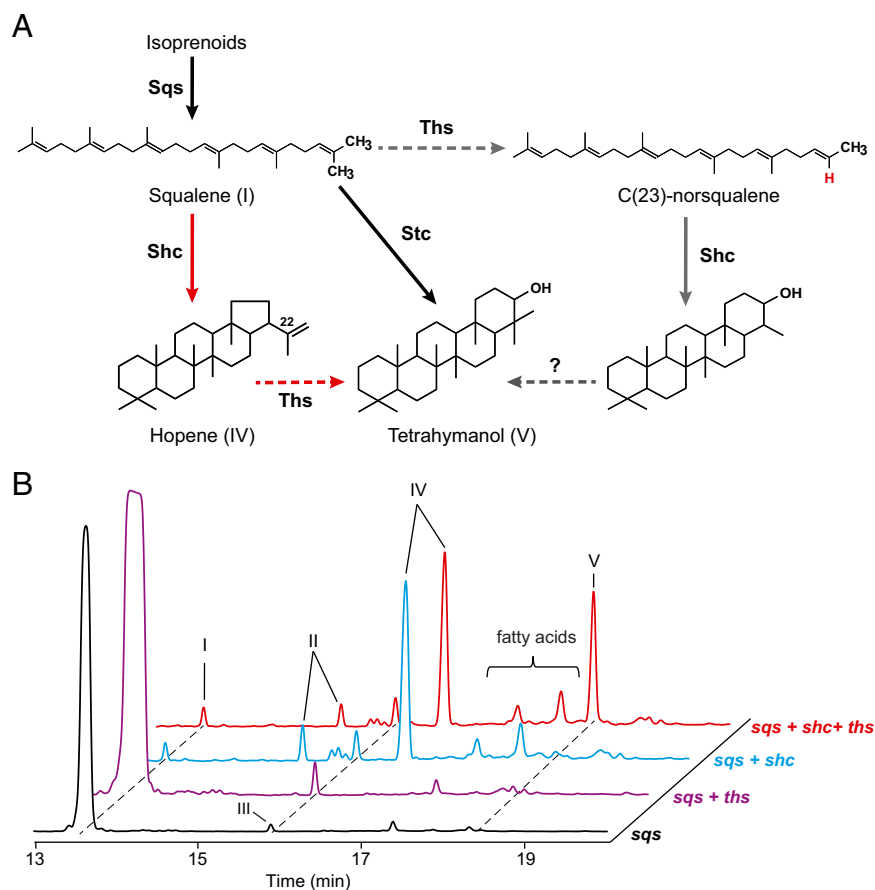 A
Isoprenoids
Sqs
CH3
CH3
Ths
CH3
H
Squalene (I)
C(23)-norsqualene
Shc
Stc
Shc
22
OH
OH
?
Ths
Hopene (IV)
Tetrahymanol (V)
B
IV
V
I
II
fatty acids
sqs + shc+ ths
sqs + shc
sqs + ths
III
sqs
13
15
17
19
Time (min)